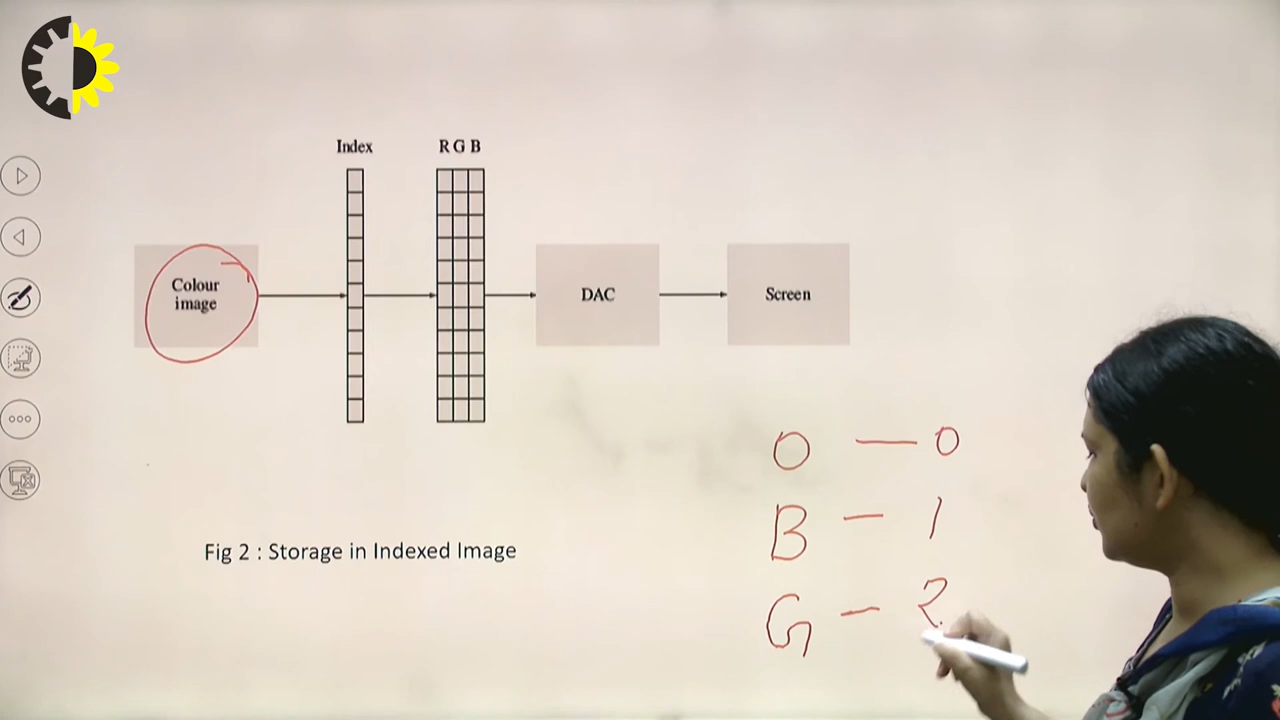 Index
R G B
Colour
image
DAC
Screen
O — 0
B — 1
G — 2
Fig 2 : Storage in Indexed Image